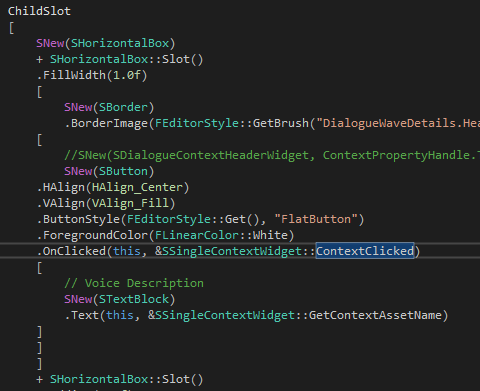 ChildSlot
[
SNew(SHorizontalBox)
+ SHorizontalBox::Slot()
.FillWidth(1.0f)
[
SNew(SBorder)
.BorderImage(FEditorStyle::GetBrush("DialogueWaveDetails.Hea
[
//SNew(SDialogueContextHeaderWidget, ContextPropertyHandle.T
SNew(SButton)
.HAlign(HAlign_Center)
.VAlign(VAlign_Fill)
.ButtonStyle(FEditorStyle::Get(), "FlatButton")
.ForegroundColor(FLinearColor::White)
.OnClicked(this, &SSingleContextWidget::ContextClicked)
[
// Voice Description
SNew(STextBlock)
.Text(this, &SSingleContextWidget::GetContextAssetName)
]
]
]
+ SHorizontalBox::Slot()